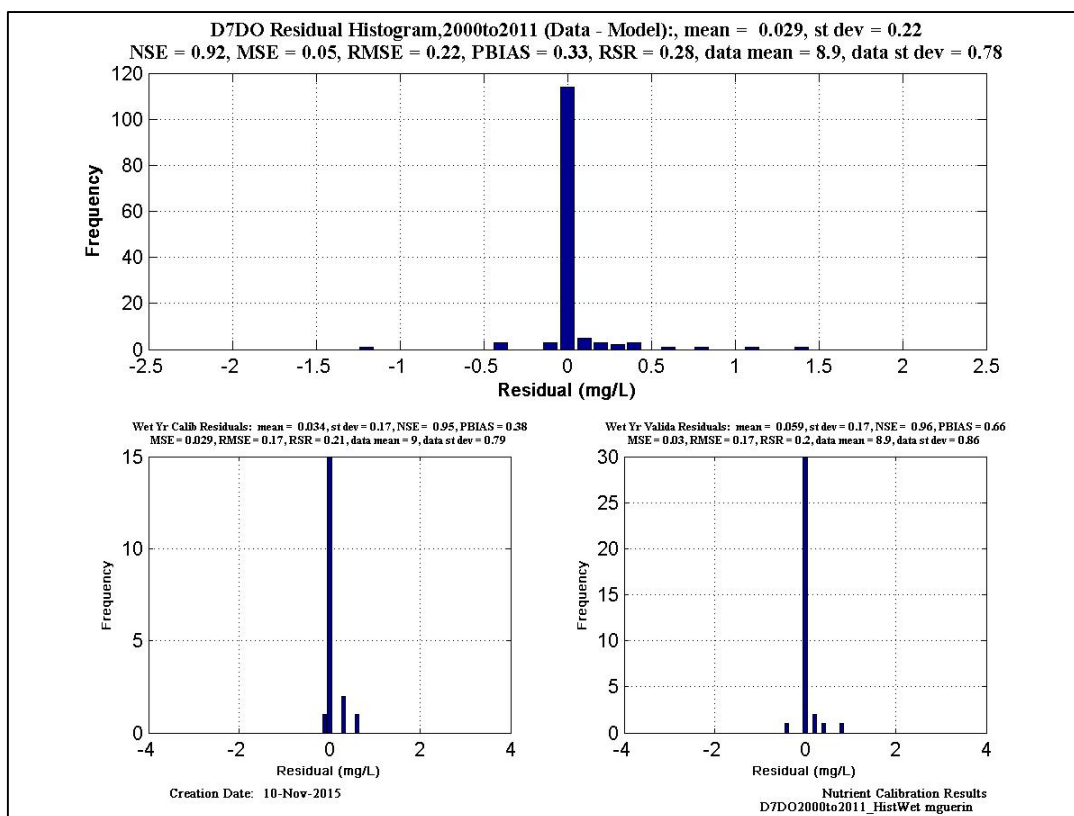 D7DO Residual Histogram,2000to2011 (Data - Model):, mean = 0.029, st dev = 0.22
NSE = 0.92, MSE = 0.05, RMSE = 0.22, PBIAS = 0.33, RSR = 0.28, data mean = 8.9, data st dev = 0.78
120
100
80
60
40
20
0
Frequency
-2.5 -2 -1.5 -1 -0.5 0 0.5 1 1.5 2 2.5
Residual (mg/L)
Wet Yr Calib Residuals: mean = 0.034, st dev = 0.17, NSE = 0.95, PBIAS = 0.38
MSE = 0.029, RMSE = 0.17, RSR = 0.21, data mean = 9, data st dev = 0.79
15
10
5
0
Frequency
-4 -2 0 2 4
Residual (mg/L)
Wet Yr Valida Residuals: mean = 0.059, st dev = 0.17, NSE = 0.96, PBIAS = 0.66
MSE = 0.03, RMSE = 0.17, RSR = 0.2, data mean = 8.9, data st dev = 0.86
30
25
20
15
10
5
0
Frequency
-4 -2 0 2 4
Residual (mg/L)
Creation Date: 10-Nov-2015
Nutrient Calibration Results
D7DO2000to2011_HistWet mguerin